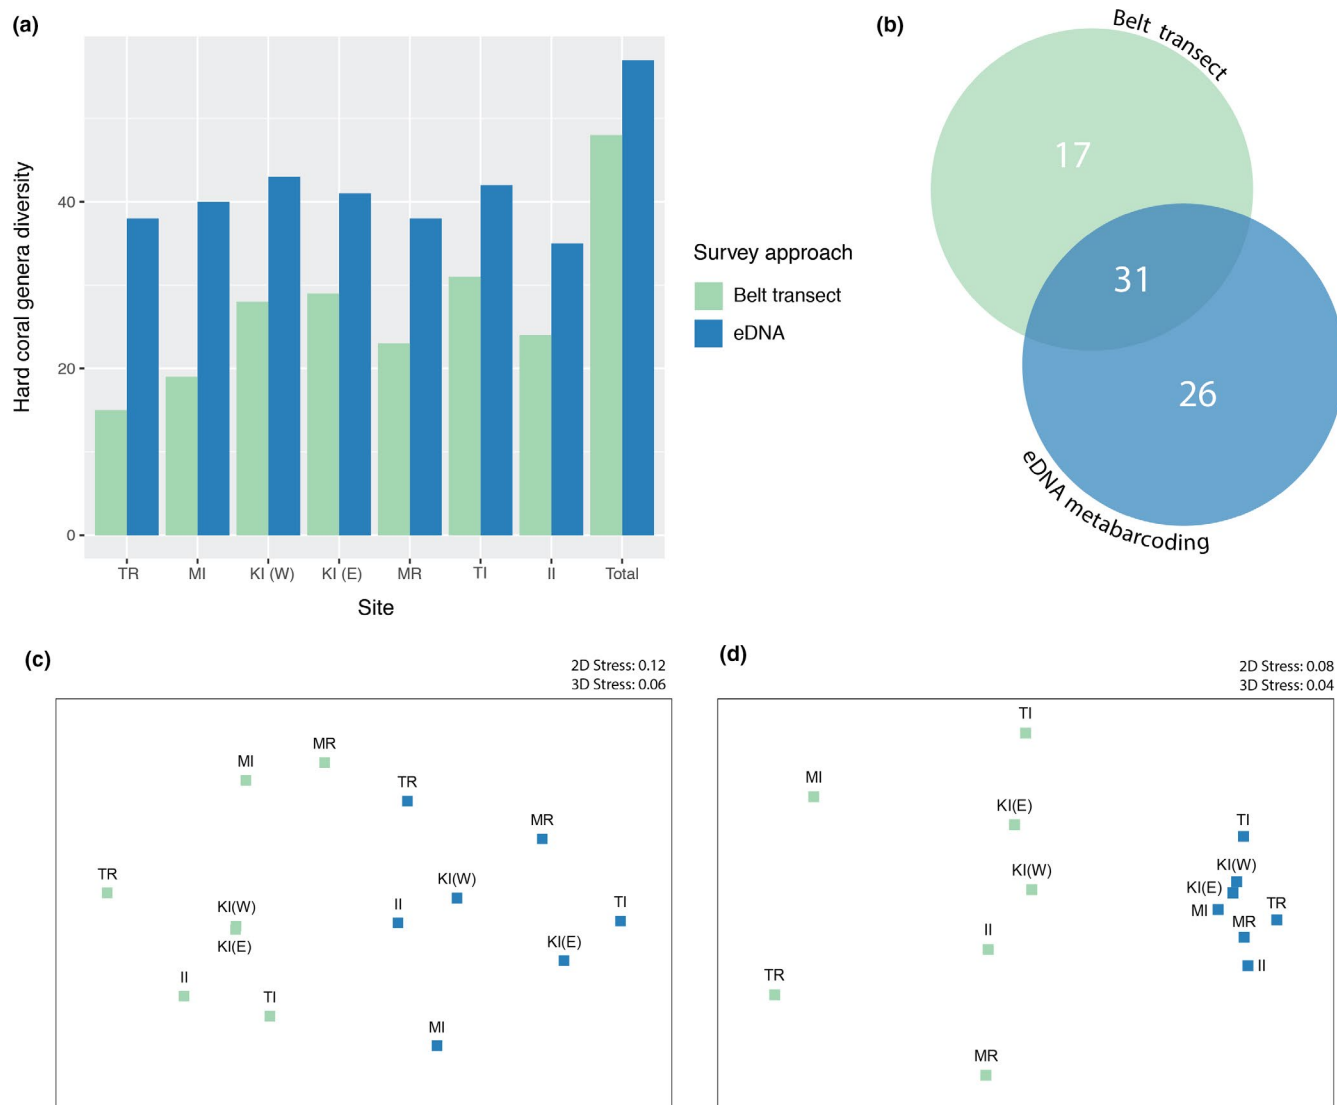 (a)
Hard coral genera diversity
40
20
0
TR MI KI (W) KI (E) MR TI II Total
Site
Survey approach
Belt transect
eDNA
(b)
Belt transect
17
31
26
eDNA metabarcoding
(c)
2D Stress: 0.12
3D Stress: 0.06
MR
MI
TR
MR
TR
KI(W)
KI(W)
II
TI
KI(E)
KI(E)
II
TI
MI
(d)
2D Stress: 0.08
3D Stress: 0.04
TI
MI
KI(E)
TI
KI(W)
KI(W)
KI(E)
MI
TR
MR
II
II
TR
MR